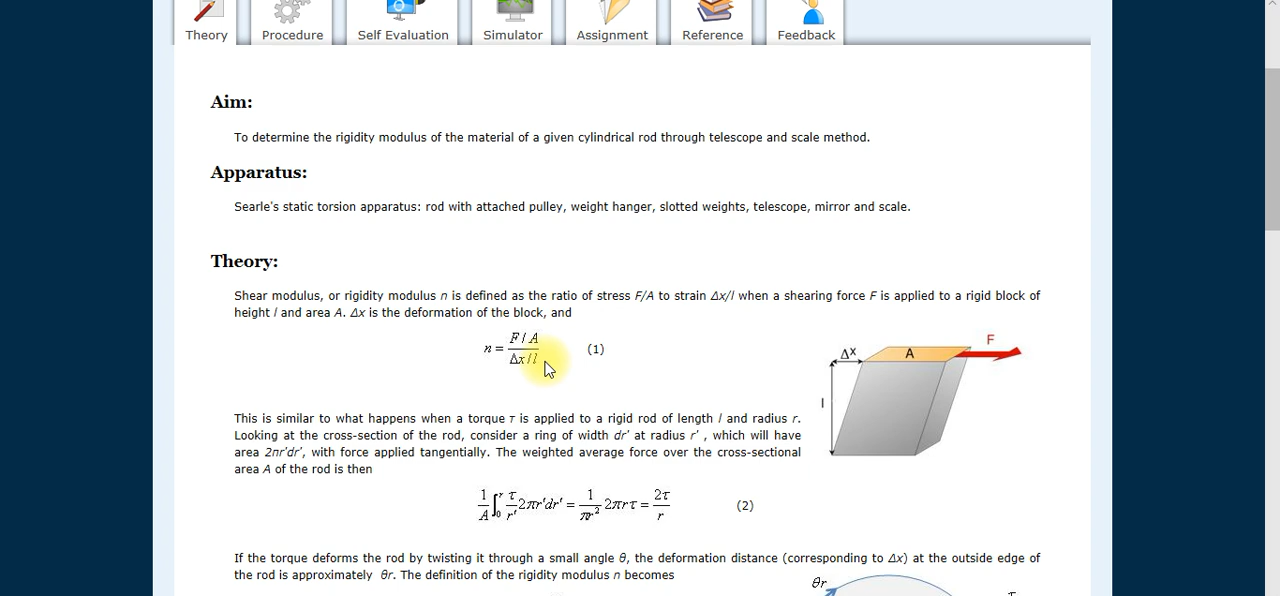 Theory Procedure Self Evaluation Simulator Assignment Reference Feedback
Aim:
To determine the rigidity modulus of the material of a given cylindrical rod through telescope and scale method.
Apparatus:
Searle's static torsion apparatus: rod with attached pulley, weight hanger, slotted weights, telescope, mirror and scale.
Theory:
Shear modulus, or rigidity modulus n is defined as the ratio of stress F/A to strain Δx/l when a shearing force F is applied to a rigid block of
height l and area A. Δx is the deformation of the block, and
n = (F / A) / (Δx / l) (1)
F
Δx A
l
This is similar to what happens when a torque τ is applied to a rigid rod of length l and radius r.
Looking at the cross-section of the rod, consider a ring of width dr' at radius r' , which will have
area 2πr'dr', with force applied tangentially. The weighted average force over the cross-sectional
area A of the rod is then
1/A ∫₀^r τ/r' 2πr'dr' = 1/πr² 2πrτ = 2τ/r (2)
If the torque deforms the rod by twisting it through a small angle θ, the deformation distance (corresponding to Δx) at the outside edge of
the rod is approximately θr. The definition of the rigidity modulus n becomes
θr
τ